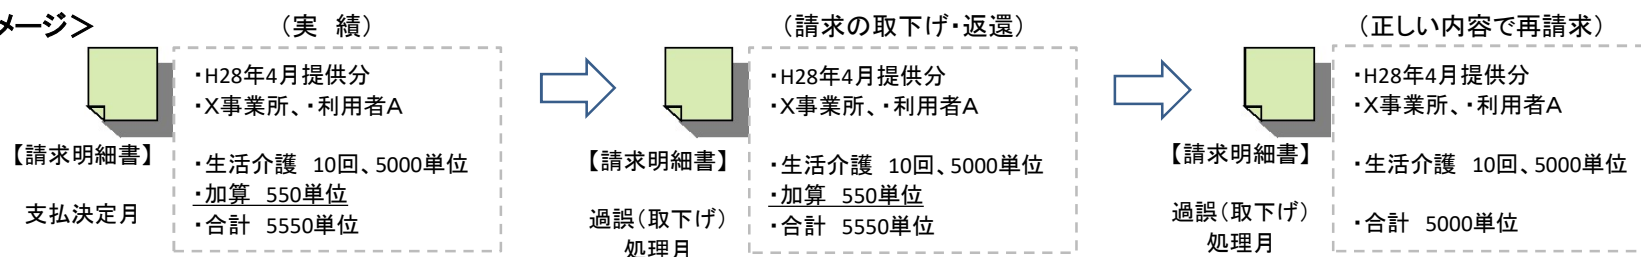 メージ＞
（実　績）
・H28年4月提供分
・X事業所、・利用者A
・生活介護　10回、5000単位
・加算　550単位
・合計　5550単位
【請求明細書】
支払決定月
（請求の取下げ・返還）
・H28年4月提供分
・X事業所、・利用者A
・生活介護　10回、5000単位
・加算　550単位
・合計　5550単位
【請求明細書】
過誤（取下げ）
処理月
（正しい内容で再請求）
・H28年4月提供分
・X事業所、・利用者A
・生活介護　10回、5000単位
・合計　5000単位
【請求明細書】
過誤（取下げ）
処理月